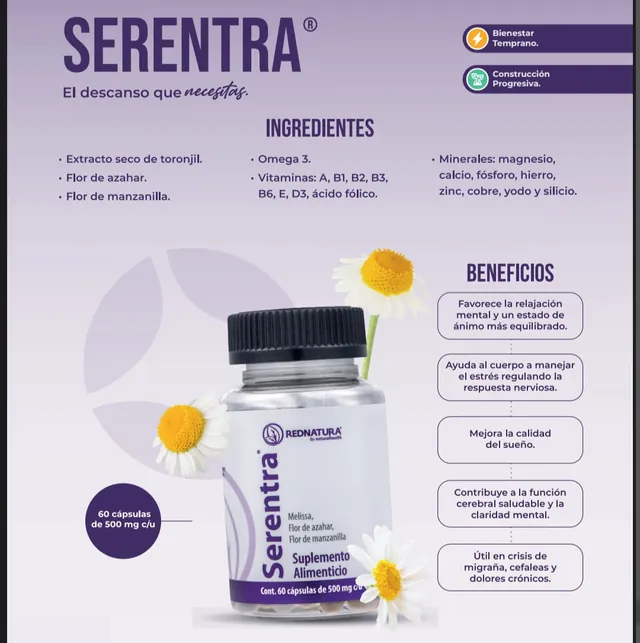 SERENTRA®
El descanso que necesitas.
Bienestar
Temprano.
Construcción
Progresiva.
INGREDIENTES
• Extracto seco de toronjil.
• Flor de azahar.
• Flor de manzanilla.
• Omega 3.
• Vitaminas: A, B1, B2, B3,
B6, E, D3, ácido fólico.
• Minerales: magnesio,
calcio, fósforo, hierro,
zinc, cobre, yodo y silicio.
BENEFICIOS
Favorece la relajación
mental y un estado de
ánimo más equilibrado.
Ayuda al cuerpo a manejar
el estrés regulando la
respuesta nerviosa.
Mejora la calidad
del sueño.
Contribuye a la función
cerebral saludable y la
claridad mental.
Útil en crisis de
migraña, cefaleas y
dolores crónicos.
60 cápsulas
de 500 mg c/u
REDNATURA®
by naturalhealth
Serentra®
Melissa,
Flor de azahar,
Flor de manzanilla
Suplemento
Alimenticio
Cont. 60 cápsulas de 500 mg c/u